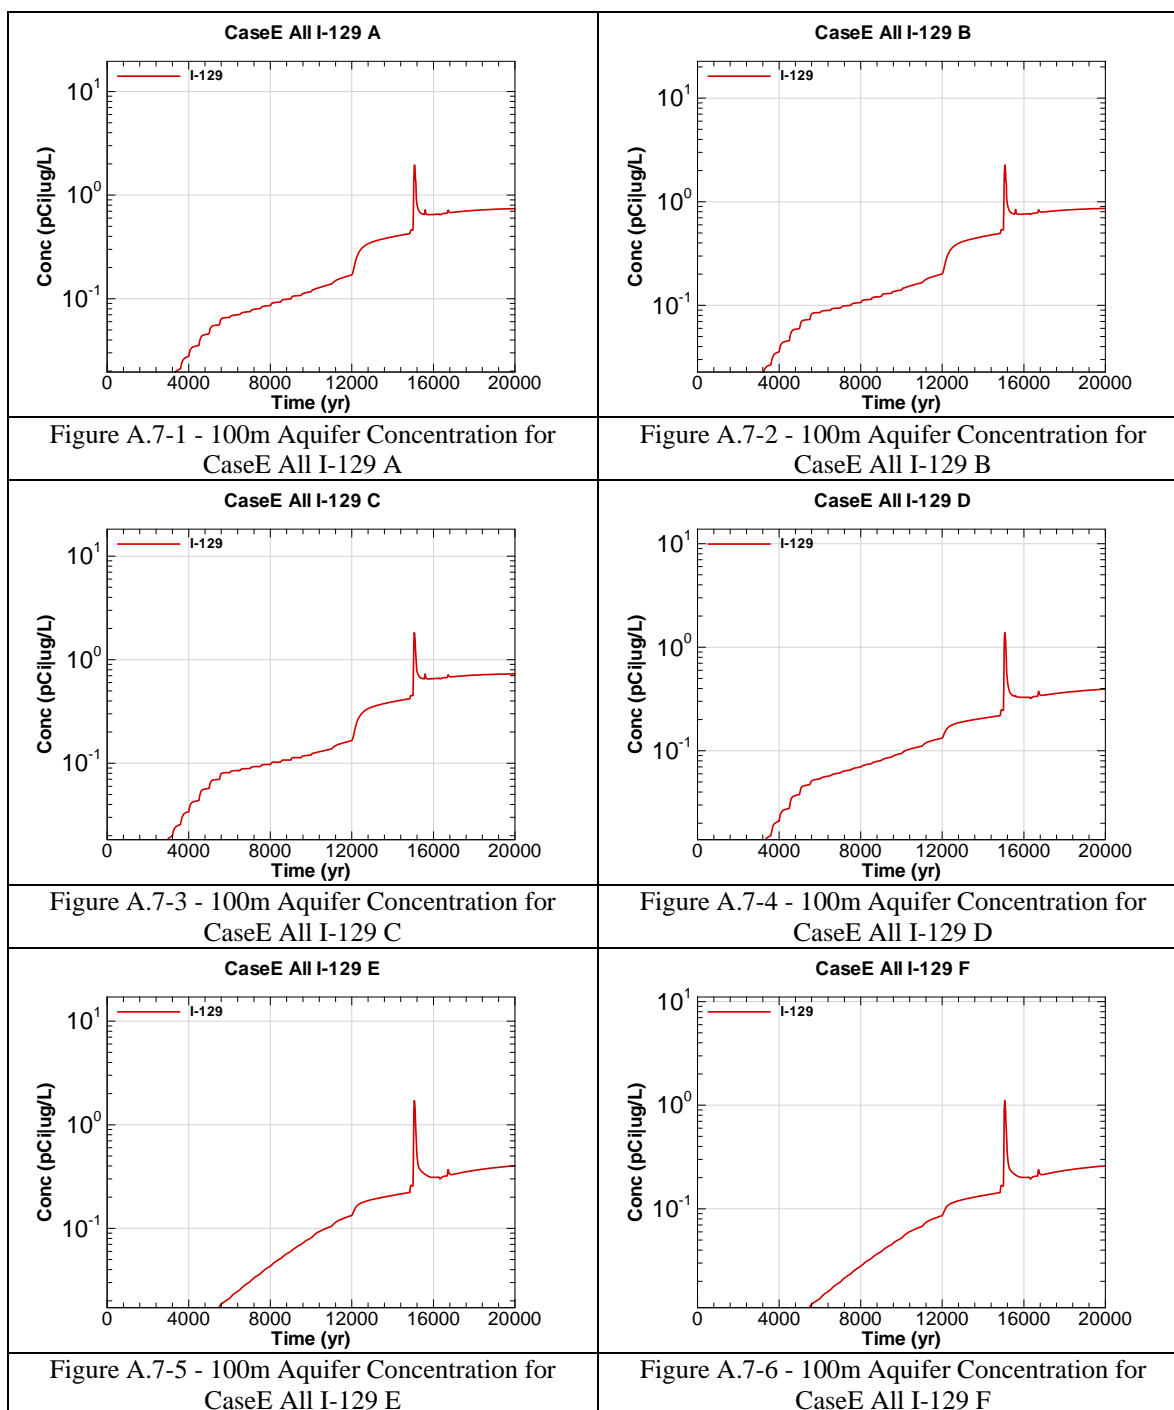 CaseE All I-129 A
I-129
10^1
10^0
10^-1
Conc (pCi|ug/L)
0 4000 8000 12000 16000 20000
Time (yr)
Figure A.7-1 - 100m Aquifer Concentration for
CaseE All I-129 A
CaseE All I-129 B
I-129
10^1
10^0
10^-1
Conc (pCi|ug/L)
0 4000 8000 12000 16000 20000
Time (yr)
Figure A.7-2 - 100m Aquifer Concentration for
CaseE All I-129 B
CaseE All I-129 C
I-129
10^1
10^0
10^-1
Conc (pCi|ug/L)
0 4000 8000 12000 16000 20000
Time (yr)
Figure A.7-3 - 100m Aquifer Concentration for
CaseE All I-129 C
CaseE All I-129 D
I-129
10^1
10^0
10^-1
Conc (pCi|ug/L)
0 4000 8000 12000 16000 20000
Time (yr)
Figure A.7-4 - 100m Aquifer Concentration for
CaseE All I-129 D
CaseE All I-129 E
I-129
10^1
10^0
10^-1
Conc (pCi|ug/L)
0 4000 8000 12000 16000 20000
Time (yr)
Figure A.7-5 - 100m Aquifer Concentration for
CaseE All I-129 E
CaseE All I-129 F
I-129
10^1
10^0
10^-1
Conc (pCi|ug/L)
0 4000 8000 12000 16000 20000
Time (yr)
Figure A.7-6 - 100m Aquifer Concentration for
CaseE All I-129 F